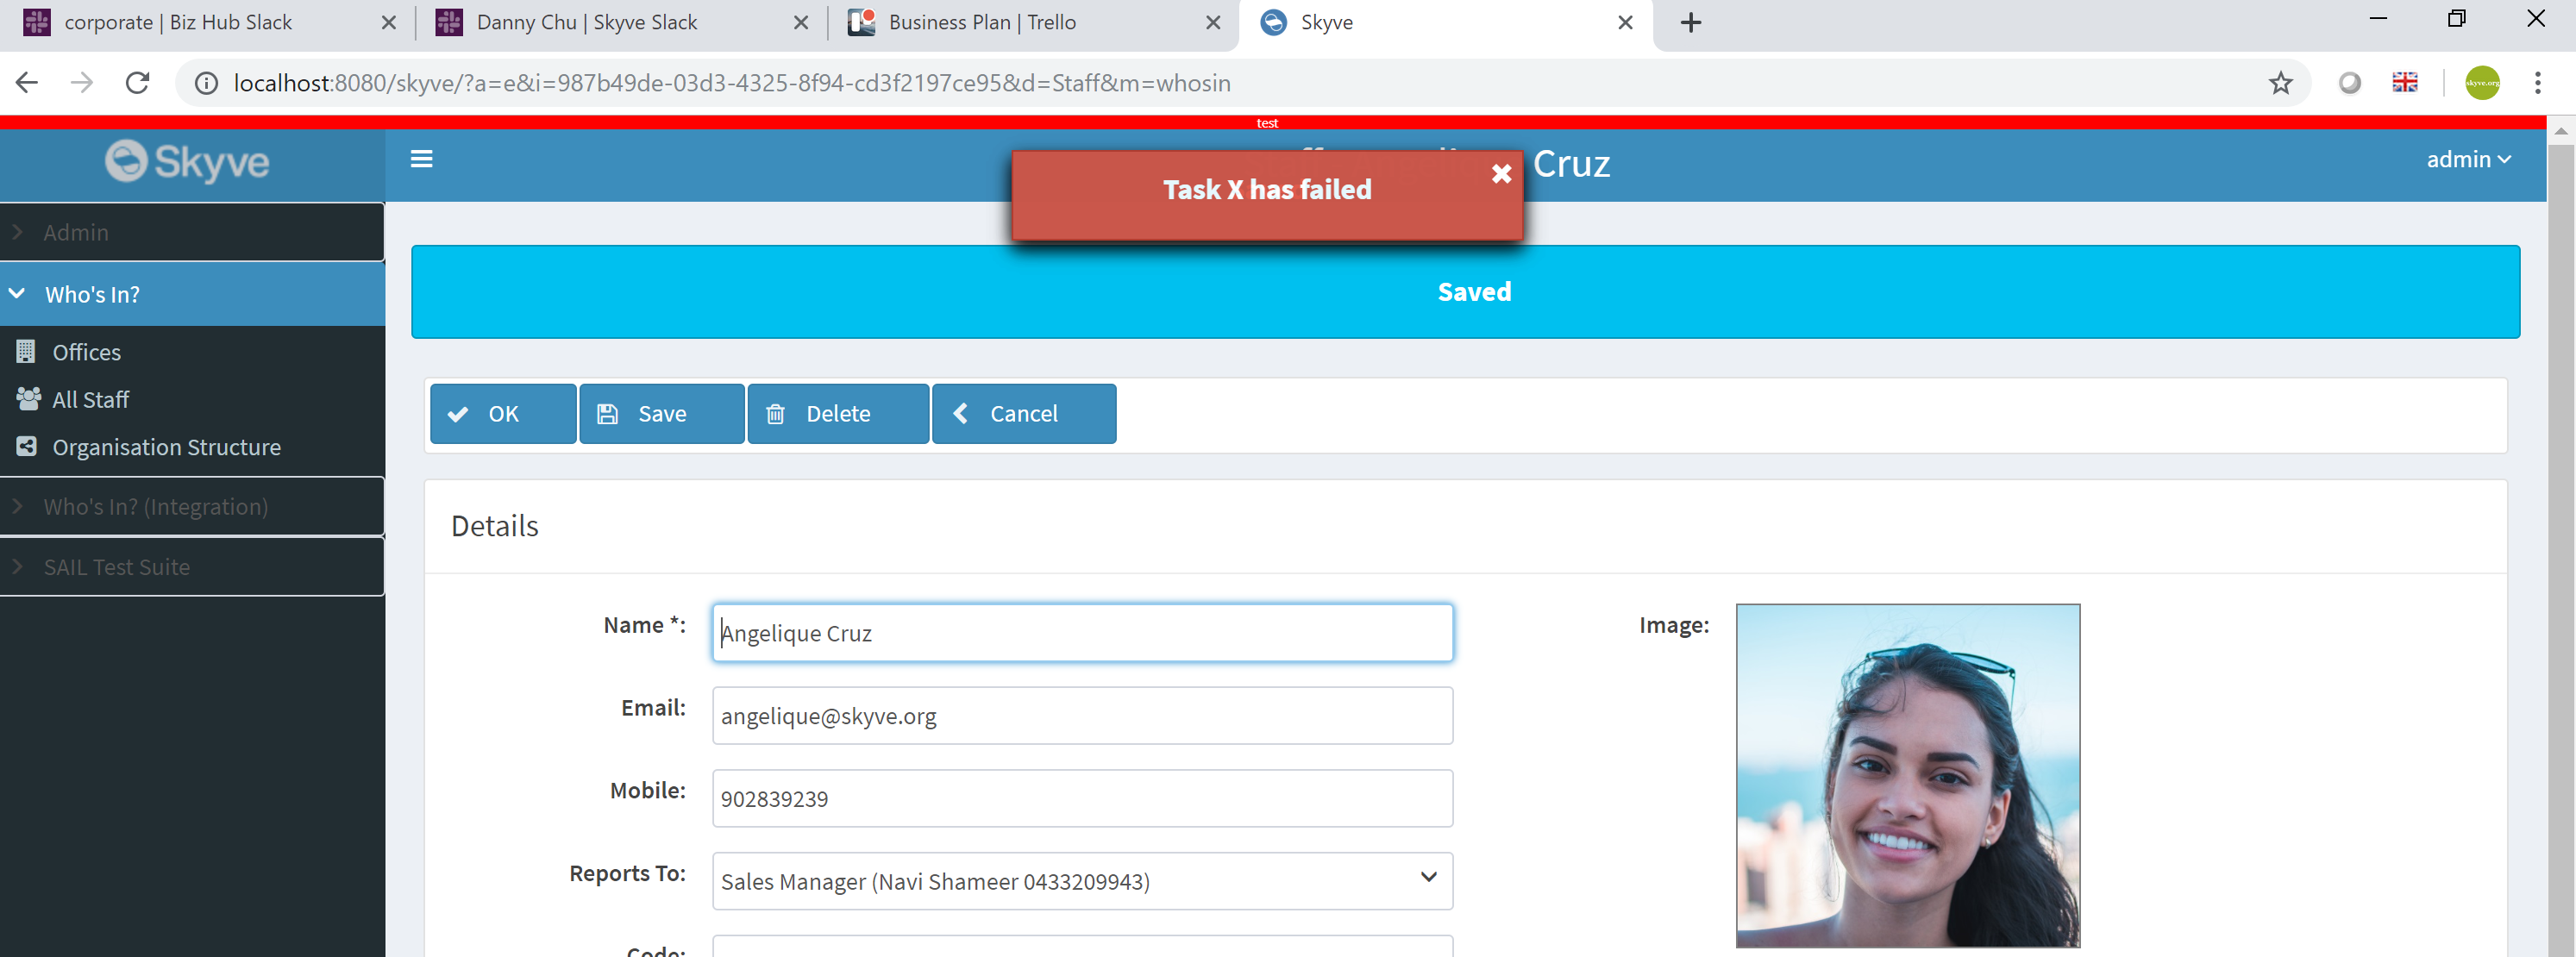 corporate | Biz Hub Slack
Danny Chu | Skyve Slack
Business Plan | Trello
Skyve
localhost:8080/skyve/?a=e&i=987b49de-03d3-4325-8f94-cd3f2197ce95&d=Staff&m=whosin
skyve.org
test
Skyve
Cruz
admin
Task X has failed
Saved
Admin
Who's In?
Offices
All Staff
Organisation Structure
Who's In? (Integration)
SAIL Test Suite
OK
Save
Delete
Cancel
Details
Name *:
Angelique Cruz
Image:
Email:
angelique@skyve.org
Mobile:
902839239
Reports To:
Sales Manager (Navi Shameer 0433209943)
Code: